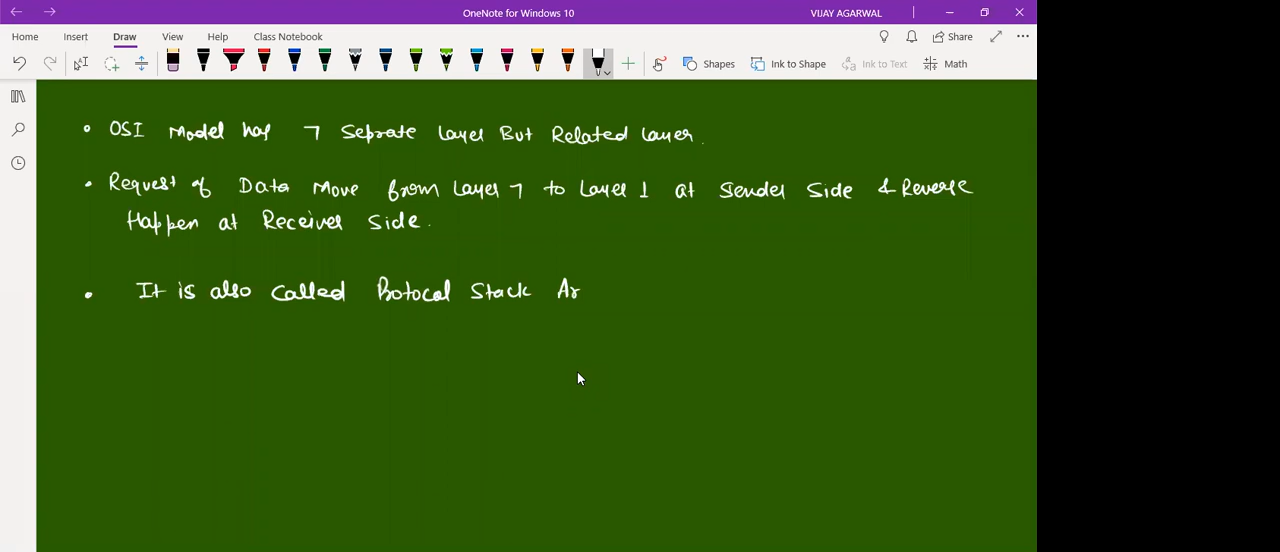 OneNote for Windows 10
VIJAY AGARWAL
Home Insert Draw View Help Class Notebook
Share
Shapes Ink to Shape Ink to Text Math
• OSI Model has 7 Seprate Layer But Related Layer.
• Request of Data Move from Layer 7 to Layer 1 at Sender Side & Reverse
Happen at Receiver Side.
• It is also Called Protocal Stack Ar